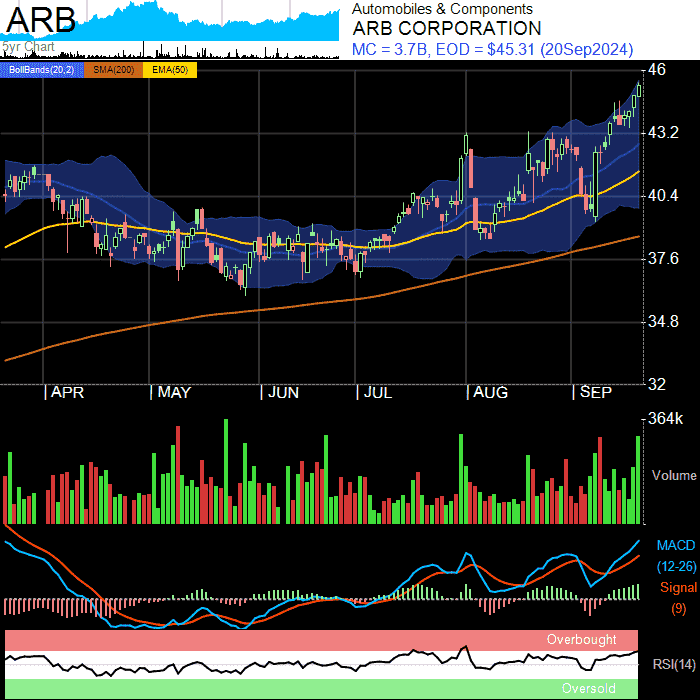 ARB
5yr Chart
Automobiles & Components
ARB CORPORATION
MC = 3.7B, EOD = $45.31 (20Sep2024)
BollBands(20,2) SMA(200) EMA(50)
46
43.2
40.4
37.6
34.8
32
APR MAY JUN JUL AUG SEP
364k
Volume
MACD
(12-26)
Signal
(9)
Overbought
RSI(14)
Oversold